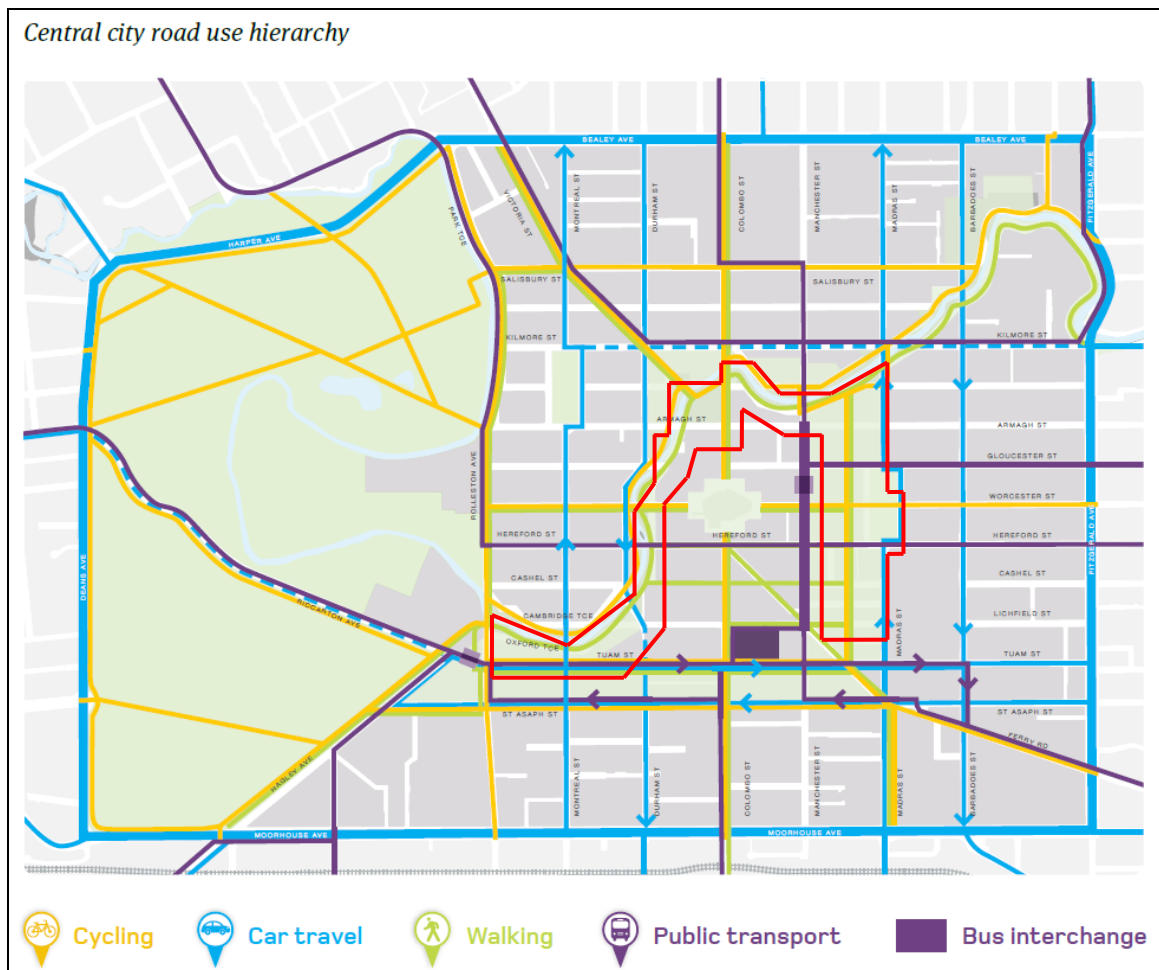 Central city road use hierarchy
BEALEY AVE
BEALEY AVE
FITZGERALD AVE
PARK TCE
VICTORIA ST
MONTREAL ST
DURHAM ST
COLOMBO ST
MANCHESTER ST
MADRAS ST
BARBADOES ST
HARPER AVE
SALISBURY ST
SALISBURY ST
KILMORE ST
KILMORE ST
ARMAGH ST
ARMAGH ST
ROLLESTON AVE
GLOUCESTER ST
WORCESTER ST
FITZGERALD AVE
HEREFORD ST
HEREFORD ST
HEREFORD ST
DEANS AVE
CASHEL ST
CASHEL ST
RICCARTON AVE
CAMBRIDGE TCE
LICHFIELD ST
MADRAS ST
OXFORD TCE
TUAM ST
TUAM ST
ST ASAPH ST
ST ASAPH ST
FERRY RD
HAGLEY AVE
MONTREAL ST
DURHAM ST
COLOMBO ST
MANCHESTER ST
MADRAS ST
BARBADOES ST
MOORHOUSE AVE
MOORHOUSE AVE
Cycling
Car travel
Walking
Public transport
Bus interchange